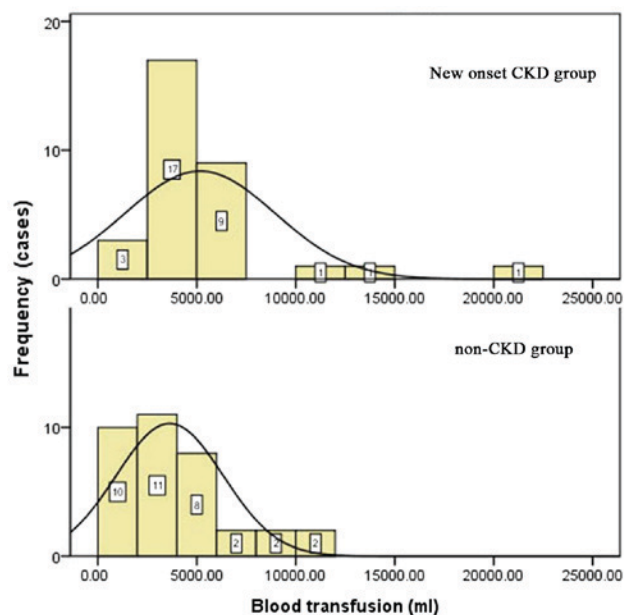 20
New onset CKD group
10
17
9
3
1
1
1
0
0.00 5000.00 10000.00 15000.00 20000.00 25000.00
Frequency (cases)
non-CKD group
10
10
11
8
2
2
2
0
0.00 5000.00 10000.00 15000.00 20000.00 25000.00
Blood transfusion (ml)